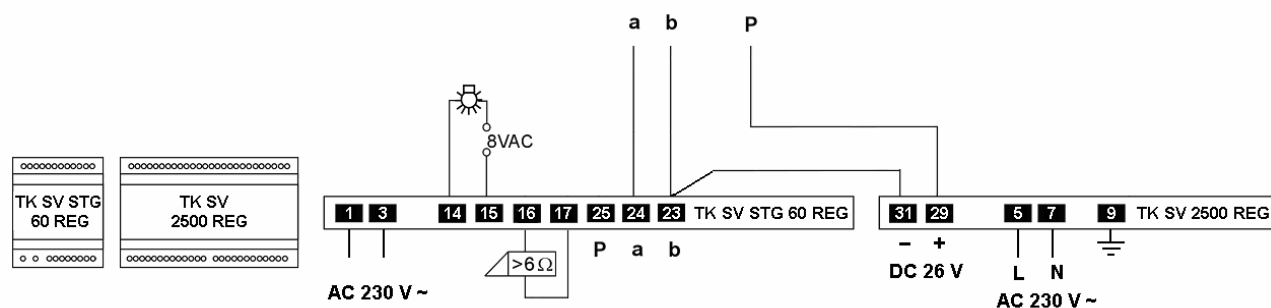 a b P
8VAC
TK SV STG
60 REG
TK SV
2500 REG
1 3 14 15 16 17 25 24 23 TK SV STG 60 REG
31 29 5 7 9 TK SV 2500 REG
>6 Ω
P a b
− +
DC 26 V
L N
AC 230 V ~
AC 230 V ~